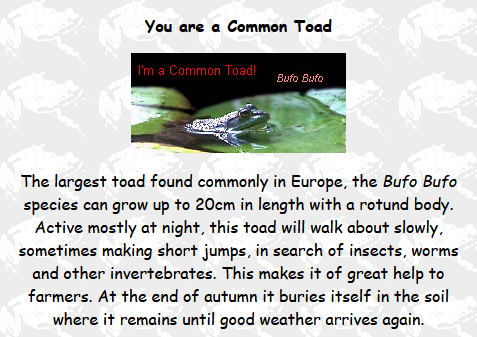 You are a Common Toad
I'm a Common Toad!
Bufo Bufo
The largest toad found commonly in Europe, the Bufo Bufo
species can grow up to 20cm in length with a rotund body.
Active mostly at night, this toad will walk about slowly,
sometimes making short jumps, in search of insects, worms
and other invertebrates. This makes it of great help to
farmers. At the end of autumn it buries itself in the soil
where it remains until good weather arrives again.